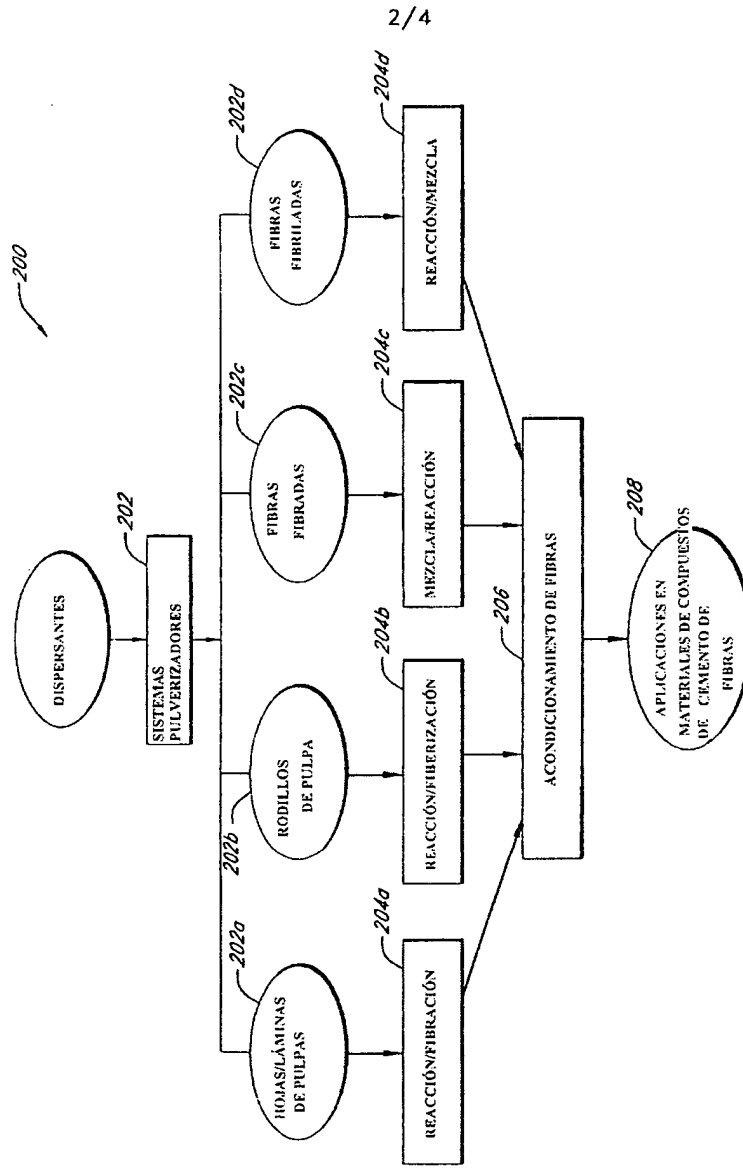 2/4
200
DISPERSANTES
202
SISTEMAS
PULVERIZADORES
202a
HOJAS/LÁMINAS
DE PULPAS
202b
RODILLOS
DE PULPA
202c
FIBRAS
FIBRADAS
202d
FIBRAS
FIBRILADAS
204a
REACCIÓN/FIBRACIÓN
204b
REACCIÓN/FIBERIZACIÓN
204c
MEZCLA/REACCIÓN
204d
REACCIÓN/MEZCLA
206
ACONDICIONAMIENTO DE FIBRAS
208
APLICACIONES EN
MATERIALES DE COMPUESTOS
DE CEMENTO DE
FIBRAS